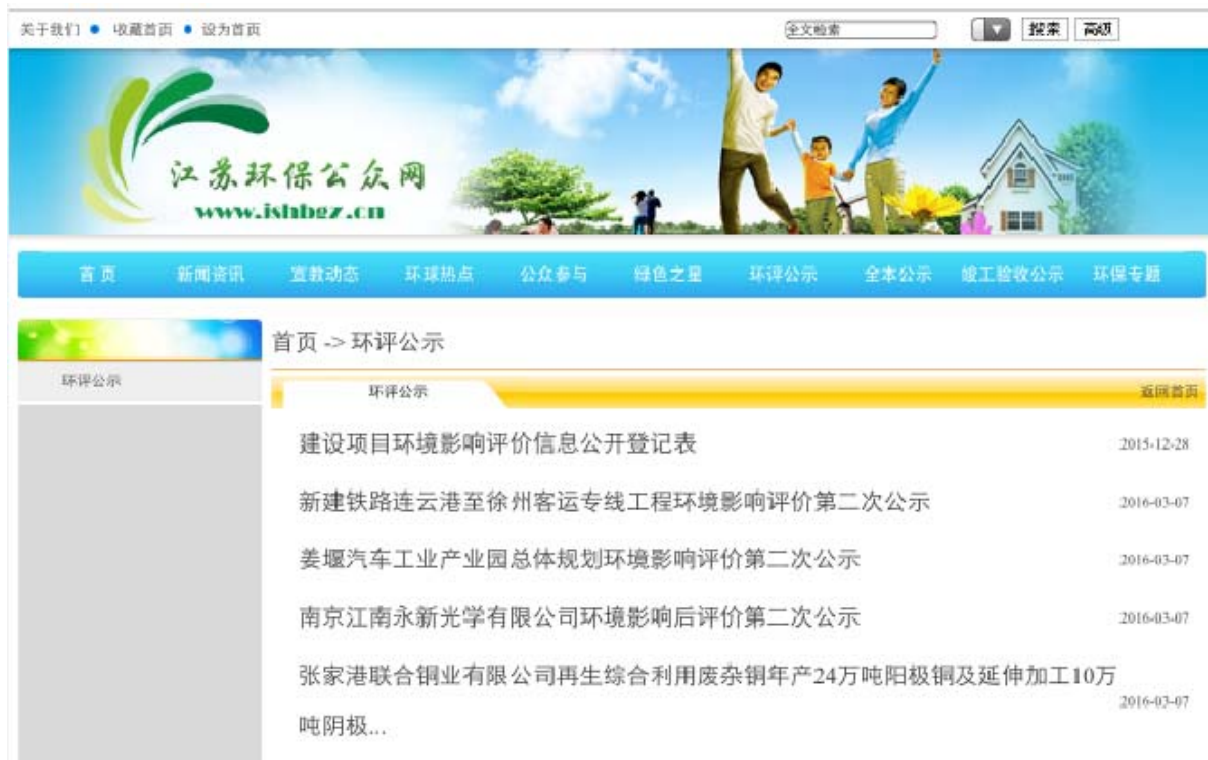 关于我们 ● 收藏首页 ● 设为首页
全文检索
搜索 高级
江苏环保公众网
www.jshbgz.cn
首页 新闻资讯 宣教动态 环球热点 公众参与 绿色之星 环评公示 全本公示 竣工验收公示 环保专题
首页 -> 环评公示
环评公示
环评公示 返回首页
建设项目环境影响评价信息公开登记表 2015-12-28
新建铁路连云港至徐州客运专线工程环境影响评价第二次公示 2016-03-07
姜堰汽车工业产业园总体规划环境影响评价第二次公示 2016-03-07
南京江南永新光学有限公司环境影响后评价第二次公示 2016-03-07
张家港联合铜业有限公司再生综合利用废杂铜年产24万吨阳极铜及延伸加工10万
吨阴极... 2016-03-07